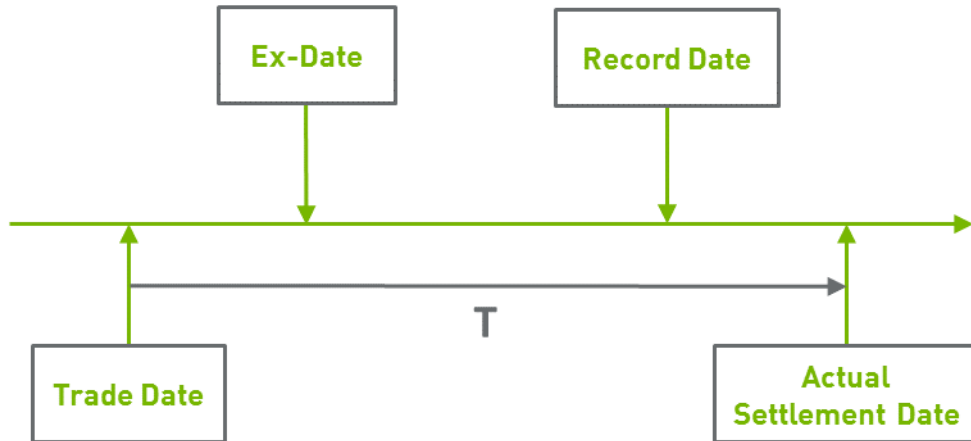 Ex-Date
Record Date
T
Trade Date
Actual
Settlement Date